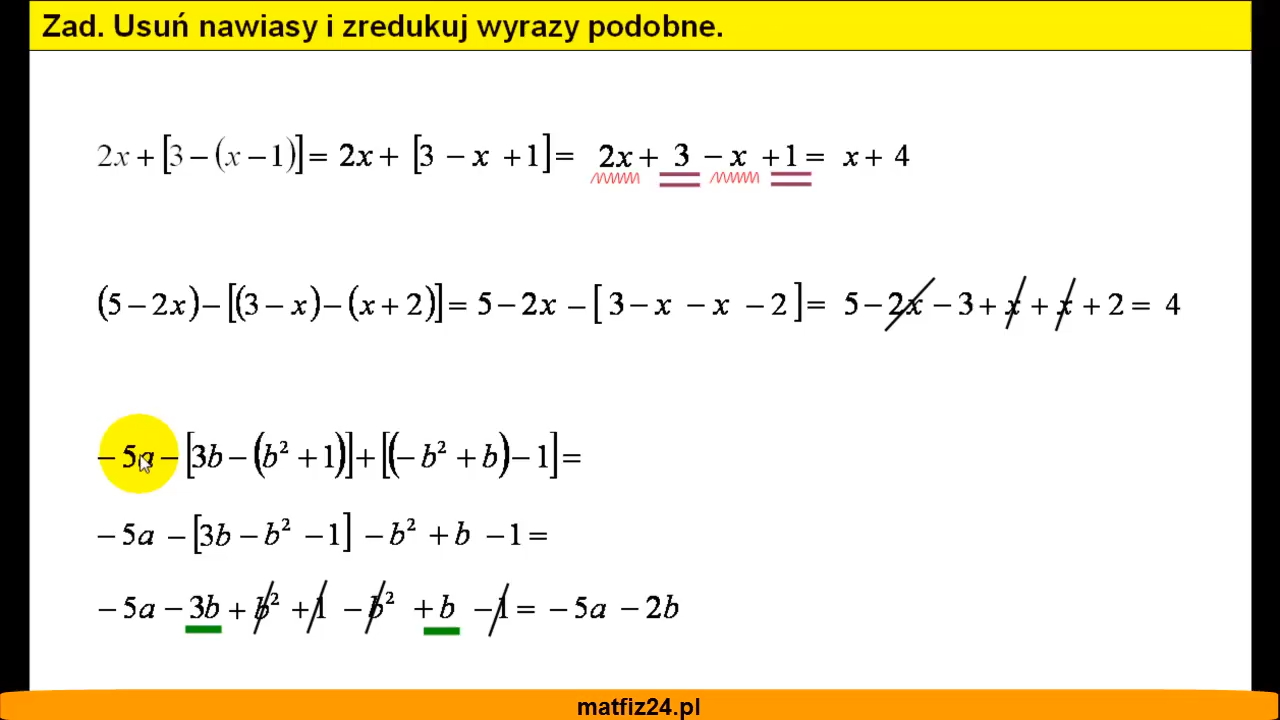 Zad. Usuń nawiasy i zredukuj wyrazy podobne.
2x + [3 − (x − 1)] = 2x + [3 − x + 1] = 2x + 3 − x + 1 = x + 4
(5 − 2x) − [(3 − x) − (x + 2)] = 5 − 2x − [3 − x − x − 2] = 5 − 2x − 3 + x + x + 2 = 4
− 5a − [3b − (b² + 1)] + [(− b² + b) − 1] =
− 5a − [3b − b² − 1] − b² + b − 1 =
− 5a − 3b + b² + 1 − b² + b − 1 = − 5a − 2b
matfiz24.pl